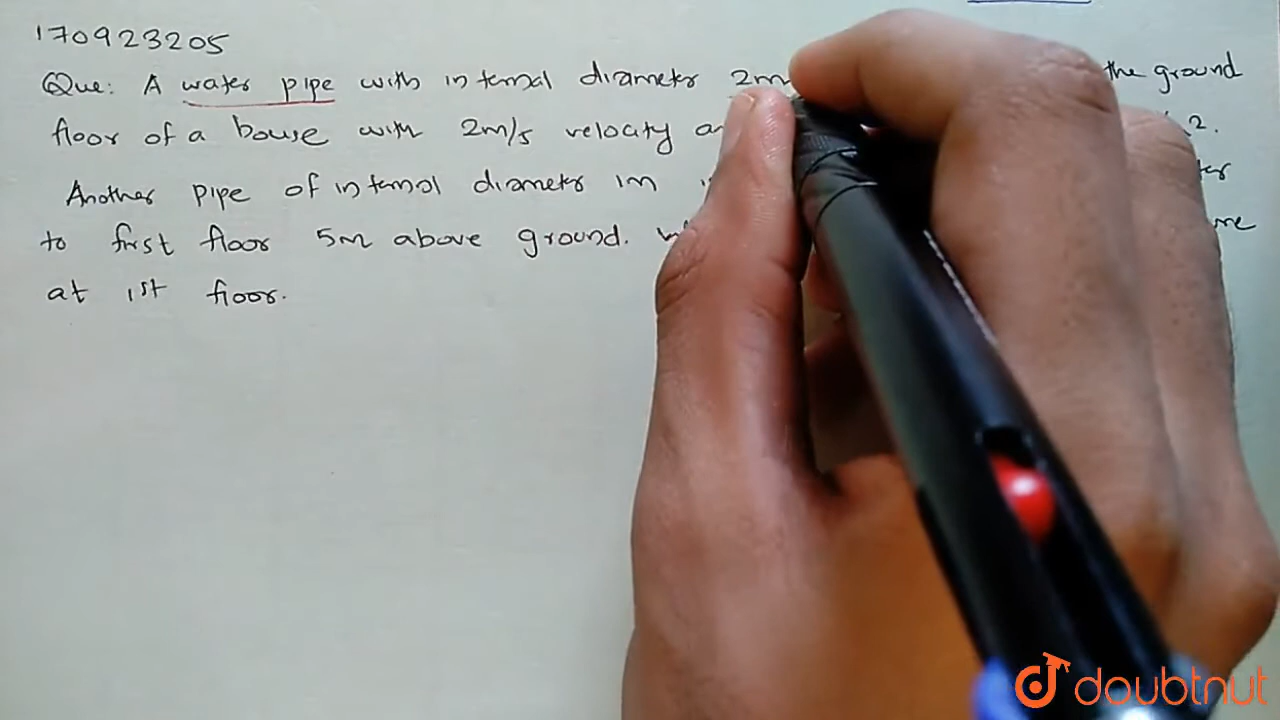 170923205
Que: A water pipe with internal diameter 2m the ground
floor of a house with 2m/s velocity 2.
Another pipe of internal diameter 1m
to first floor 5m above ground.
at 1st floor.
doubtnut